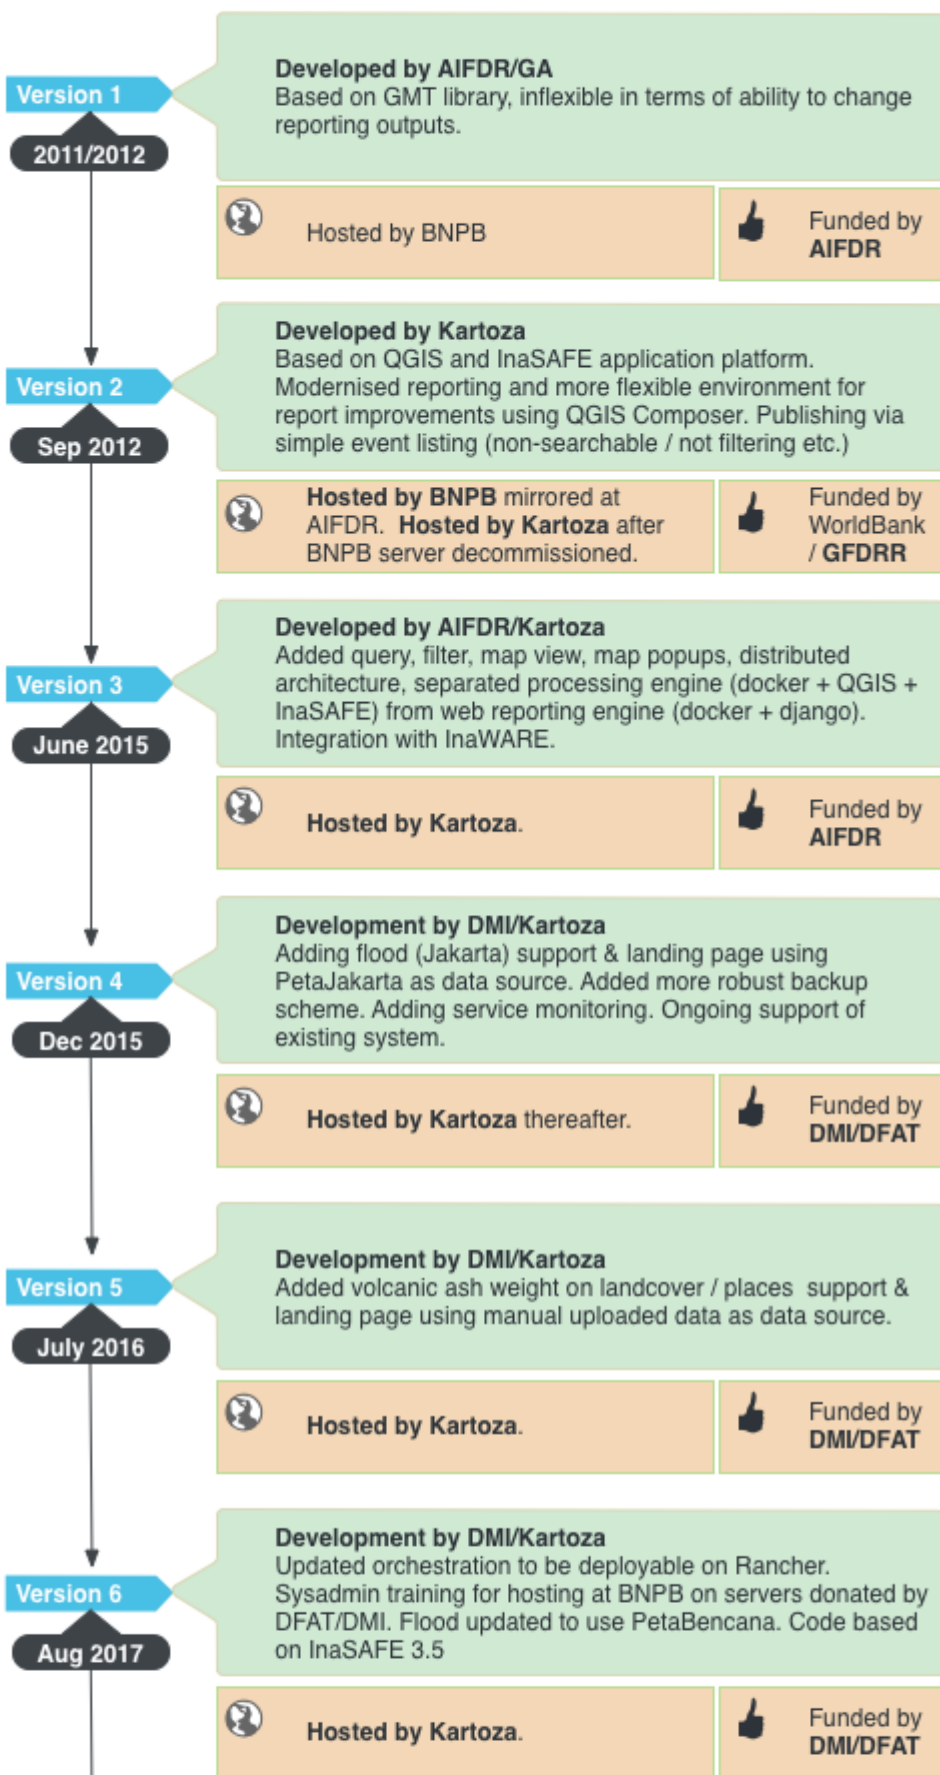 Version 1
2011/2012
Developed by AIFDR/GA
Based on GMT library, inflexible in terms of ability to change
reporting outputs.
Hosted by BNPB
Funded by
AIFDR
Version 2
Sep 2012
Developed by Kartoza
Based on QGIS and InaSAFE application platform.
Modernised reporting and more flexible environment for
report improvements using QGIS Composer. Publishing via
simple event listing (non-searchable / not filtering etc.)
Hosted by BNPB mirrored at
AIFDR.  Hosted by Kartoza after
BNPB server decommissioned.
Funded by
WorldBank
/ GFDRR
Version 3
June 2015
Developed by AIFDR/Kartoza
Added query, filter, map view, map popups, distributed
architecture, separated processing engine (docker + QGIS +
InaSAFE) from web reporting engine (docker + django).
Integration with InaWARE.
Hosted by Kartoza.
Funded by
AIFDR
Version 4
Dec 2015
Development by DMI/Kartoza
Adding flood (Jakarta) support & landing page using
PetaJakarta as data source. Added more robust backup
scheme. Adding service monitoring. Ongoing support of
existing system.
Hosted by Kartoza thereafter.
Funded by
DMI/DFAT
Version 5
July 2016
Development by DMI/Kartoza
Added volcanic ash weight on landcover / places  support &
landing page using manual uploaded data as data source.
Hosted by Kartoza.
Funded by
DMI/DFAT
Version 6
Aug 2017
Development by DMI/Kartoza
Updated orchestration to be deployable on Rancher.
Sysadmin training for hosting at BNPB on servers donated by
DFAT/DMI. Flood updated to use PetaBencana. Code based
on InaSAFE 3.5
Hosted by Kartoza.
Funded by
DMI/DFAT